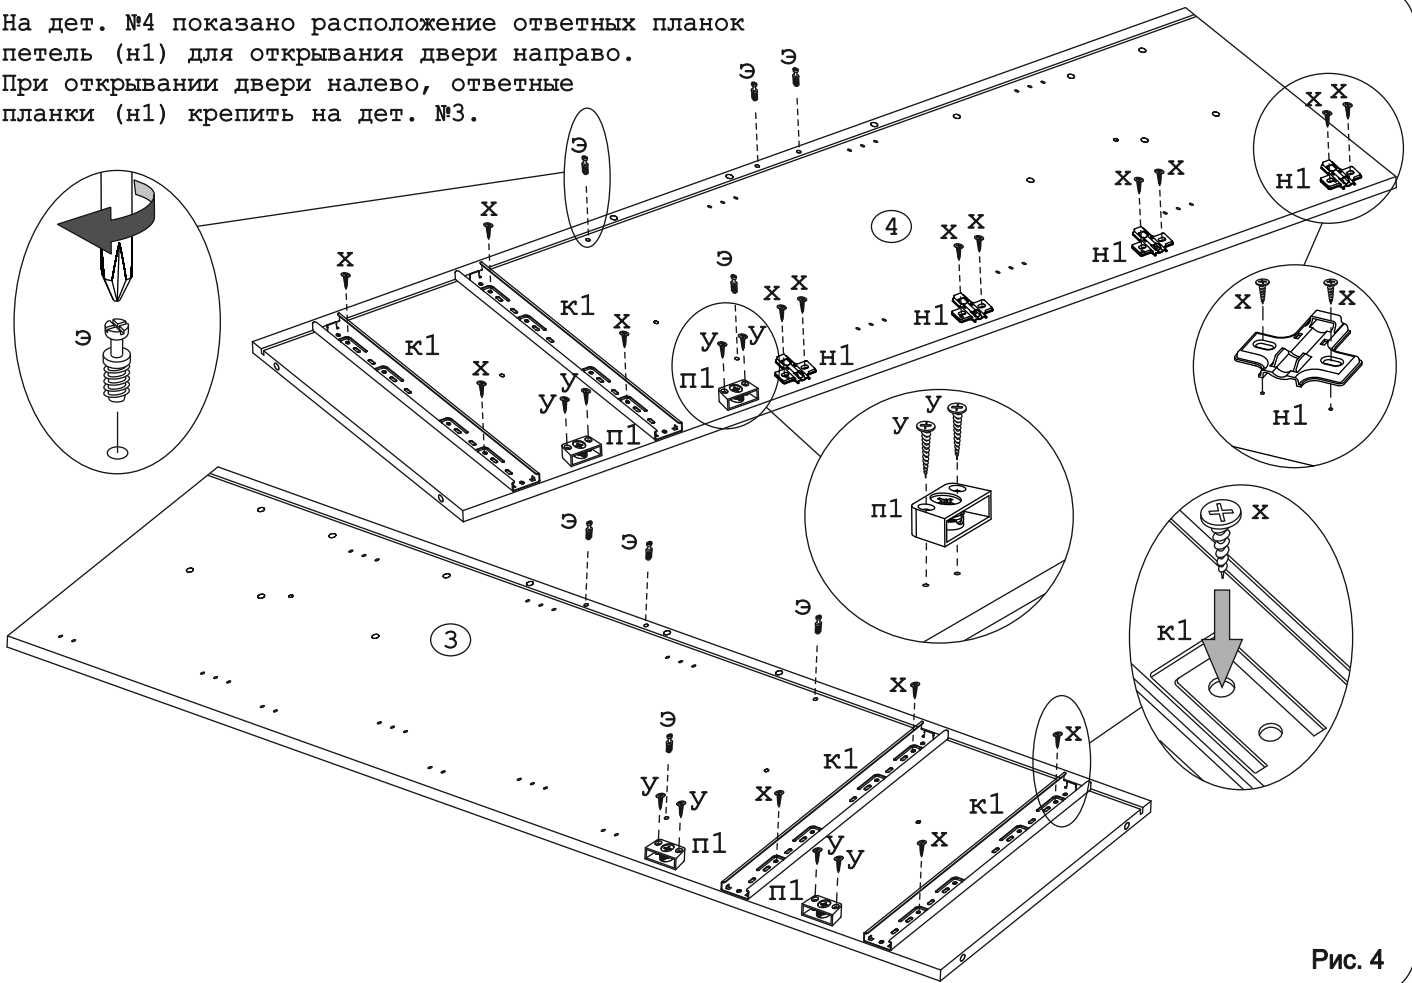 На дет. №4 показано расположение ответных планок
петель (н1) для открывания двери направо.
При открывании двери налево, ответные
планки (н1) крепить на дет. №3.
э
э
э
э
х
х
к1
к1
х
х
у
у
п1
4
э
у
у
п1
х
х
н1
х
х
н1
х
х
н1
х
х
н1
х
х
н1
у
у
п1
х
к1
3
э
э
э
э
у
у
п1
х
х
к1
х
к1
х
у
у
п1
Рис. 4